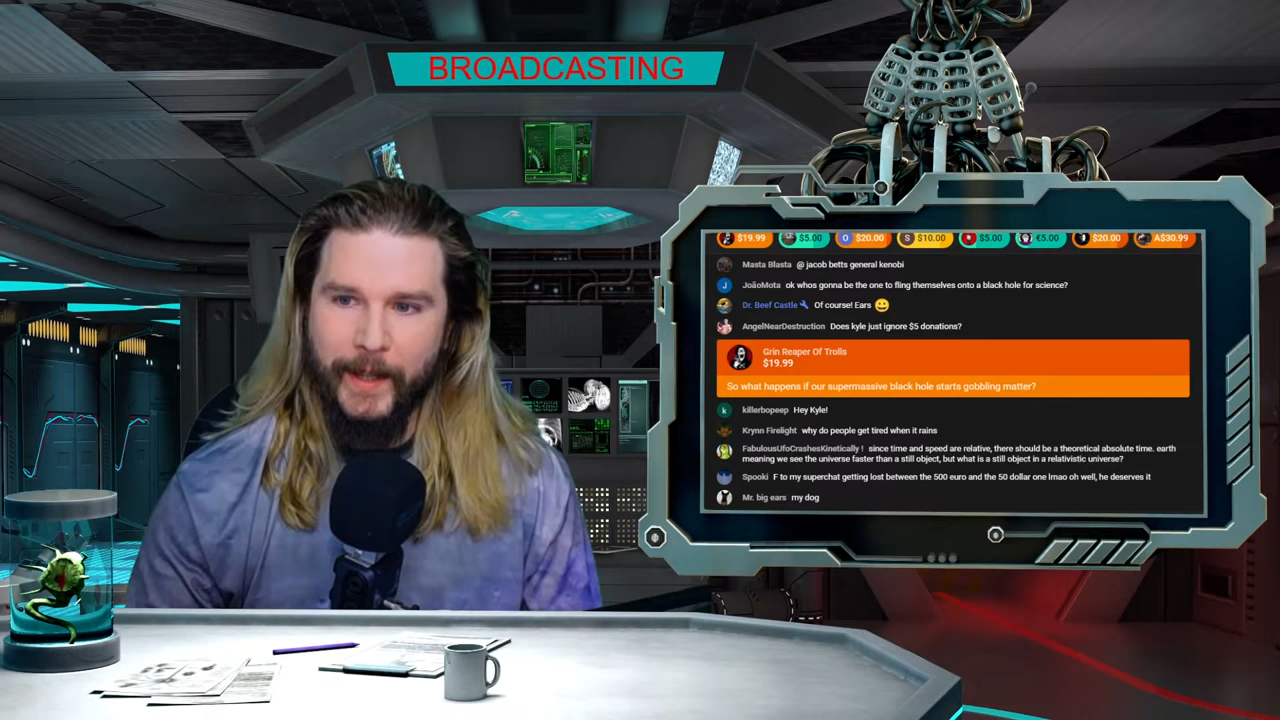 BROADCASTING
$19.99 $5.00 O $20.00 S $10.00 $5.00 €5.00 $20.00 A$30.99
Masta Blasta @ jacob betts general kenobi
J JoãoMota ok whos gonna be the one to fling themselves onto a black hole for science?
Dr. Beef Castle Of course! Ears 😀
AngelNearDestruction Does kyle just ignore $5 donations?
Grin Reaper Of Trolls
$19.99
So what happens if our supermassive black hole starts gobbling matter?
k killerbopeep Hey Kyle!
Krynn Firelight why do people get tired when it rains
FabulousUfoCrashesKinetically ! since time and speed are relative, there should be a theoretical absolute time. earth
meaning we see the universe faster than a still object, but what is a still object in a relativistic universe?
Spooki F to my superchat getting lost between the 500 euro and the 50 dollar one lmao oh well, he deserves it
Mr. big ears my dog